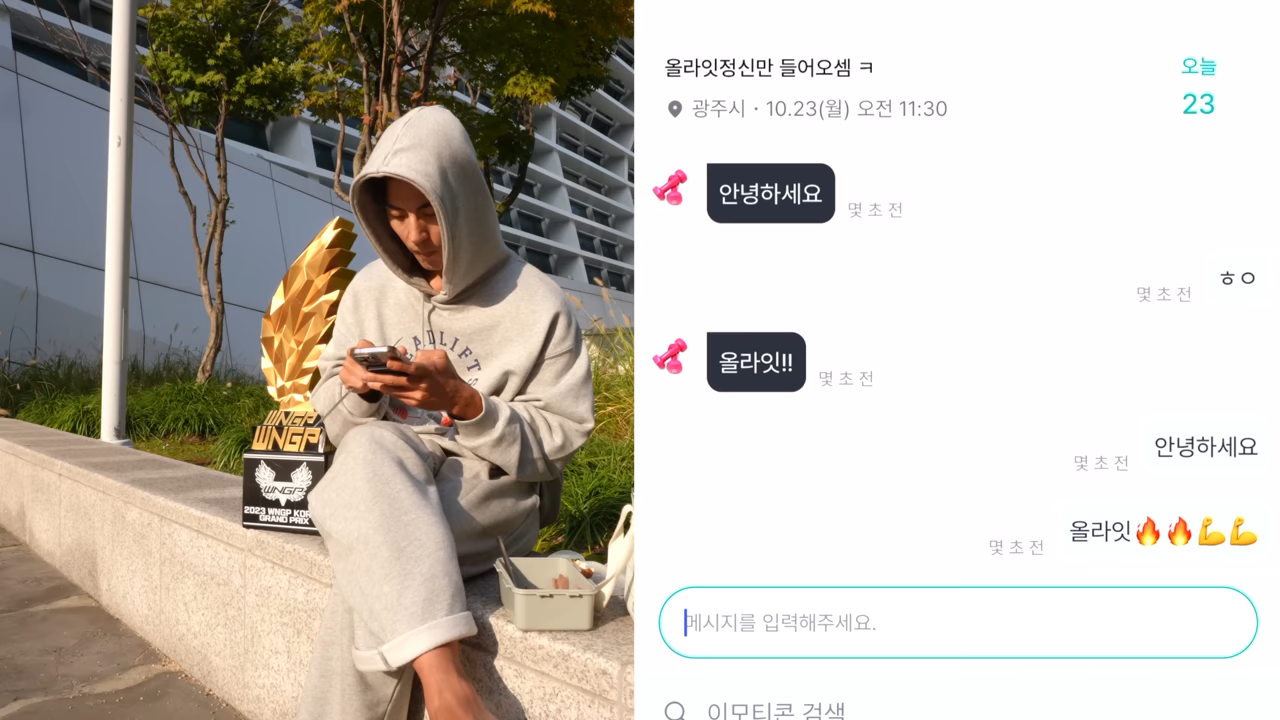 올라잇정신만 들어오셈 ㅋ
광주시 · 10.23(월) 오전 11:30
오늘
23
안녕하세요
몇 초 전
ㅎㅇ
몇 초 전
올라잇!!
몇 초 전
안녕하세요
몇 초 전
올라잇🔥🔥💪💪
몇 초 전
메시지를 입력해주세요.
이모티콘 검색
WNGP
WNGP
WNGP
2023 WNGP KOR
GRAND PRIX